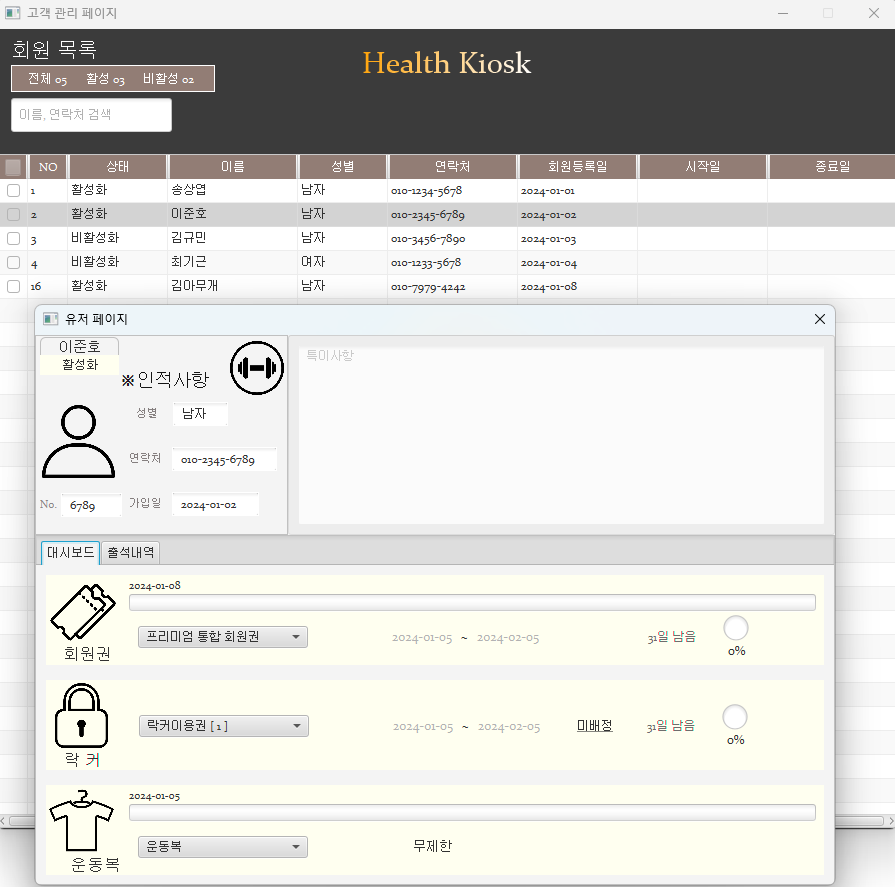 고객 관리 페이지
회원 목록
Health Kiosk
전체 05 활성 03 비활성 02
이름, 연락처 검색
NO 상태 이름 성별 연락처 회원등록일 시작일 종료일
1 활성화 송상엽 남자 010-1234-5678 2024-01-01
2 활성화 이준호 남자 010-2345-6789 2024-01-02
3 비활성화 김규민 남자 010-3456-7890 2024-01-03
4 비활성화 최기근 여자 010-1233-5678 2024-01-04
16 활성화 김아무개 남자 010-7979-4242 2024-01-08
유저 페이지
이준호
활성화
※인적사항
성별 남자
연락처 010-2345-6789
No. 6789 가입일 2024-01-02
특미사항
대시보드 출석내역
2024-01-08
프리미엄 통합 회원권 2024-01-05 ~ 2024-02-05 31일 남음
회원권
0%
락커이용권 [ 1 ] 2024-01-05 ~ 2024-02-05 미배정 31일 남음
0%
락 커
2024-01-05
운동복 무제한
운동복